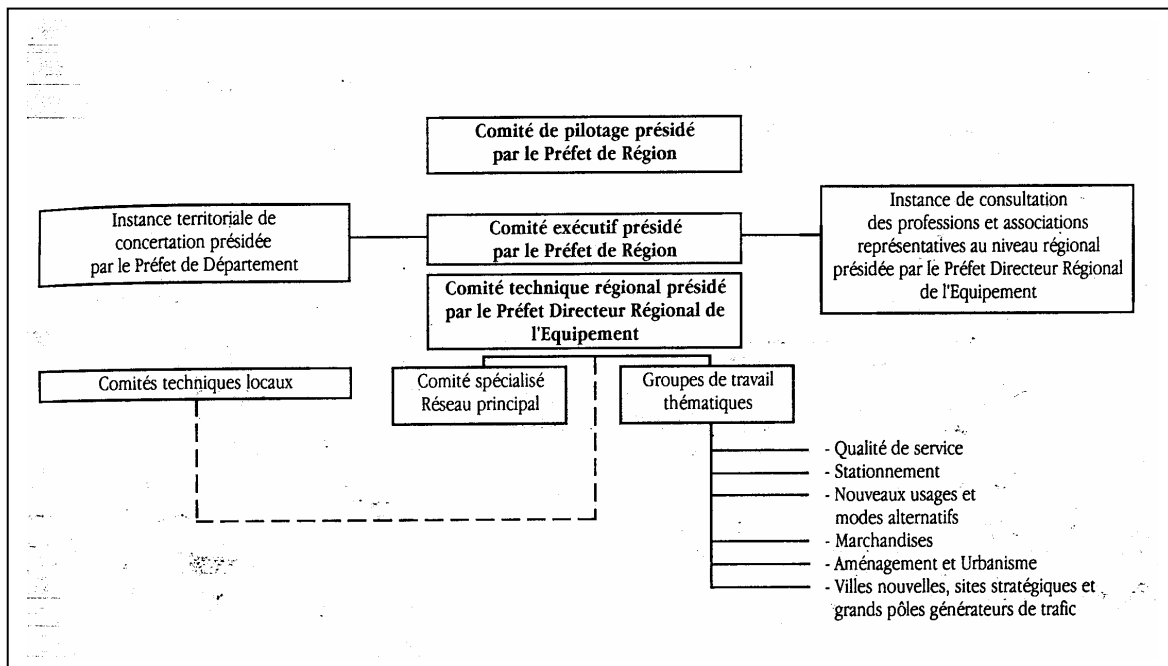 Comité de pilotage présidé
par le Préfet de Région
Instance territoriale de
concertation présidée
par le Préfet de Département
Comité exécutif présidé
par le Préfet de Région
Instance de consultation
des professions et associations
représentatives au niveau régional
présidée par le Préfet Directeur Régional
de l'Equipement
Comité technique régional présidé
par le Préfet Directeur Régional de
l'Equipement
Comités techniques locaux
Comité spécialisé
Réseau principal
Groupes de travail
thématiques
- Qualité de service
- Stationnement
- Nouveaux usages et
modes alternatifs
- Marchandises
- Aménagement et Urbanisme
- Villes nouvelles, sites stratégiques et
grands pôles générateurs de trafic